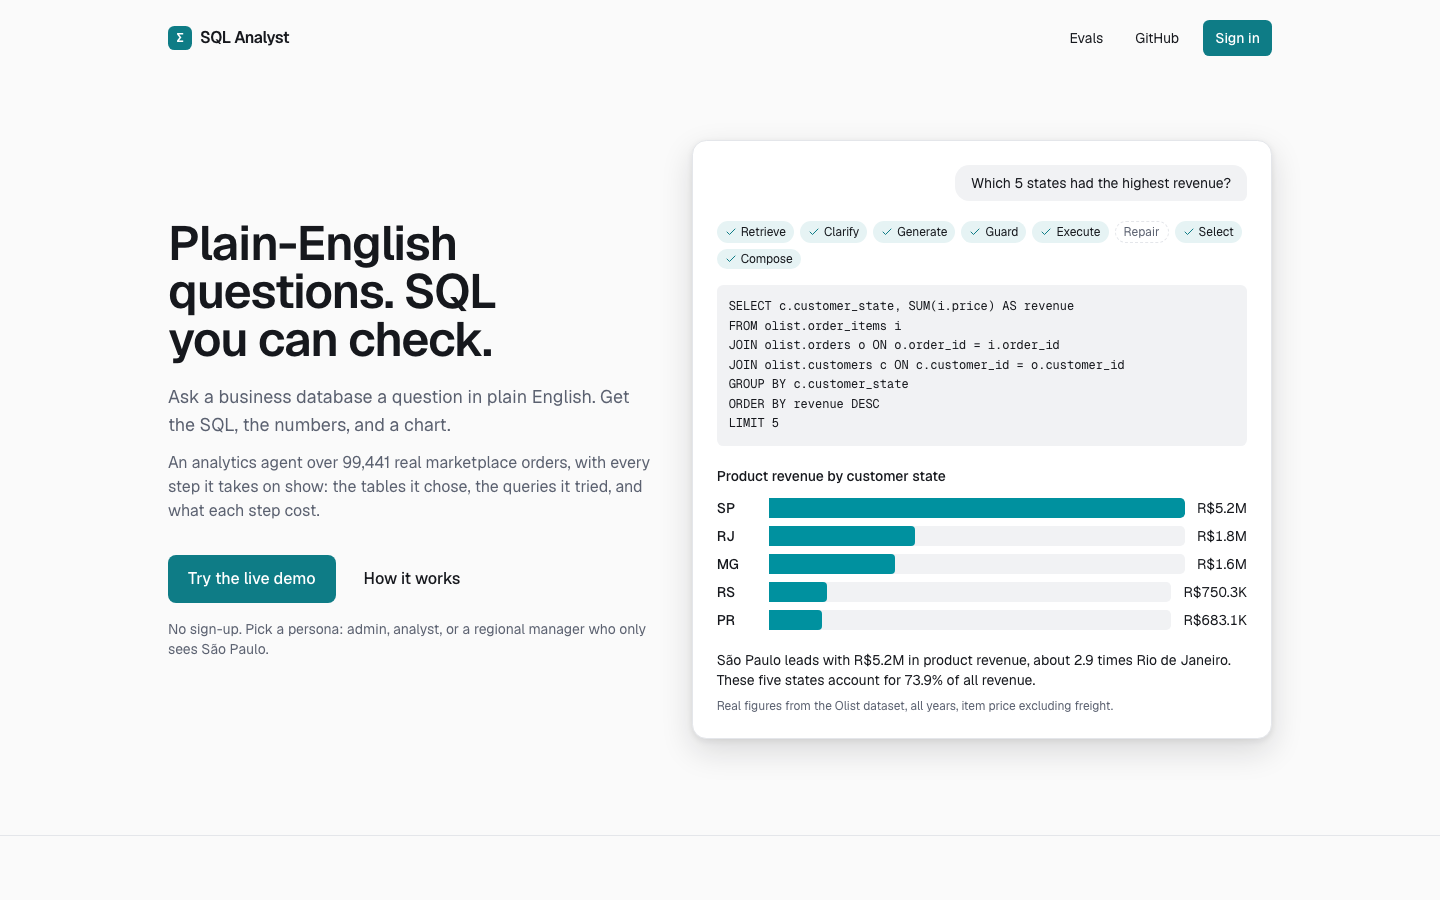 Σ SQL Analyst
Evals GitHub Sign in
Plain-English
questions. SQL
you can check.
Ask a business database a question in plain English. Get
the SQL, the numbers, and a chart.
An analytics agent over 99,441 real marketplace orders, with every
step it takes on show: the tables it chose, the queries it tried, and
what each step cost.
Try the live demo How it works
No sign-up. Pick a persona: admin, analyst, or a regional manager who only
sees São Paulo.
Which 5 states had the highest revenue?
Retrieve Clarify Generate Guard Execute Repair Select
Compose
SELECT c.customer_state, SUM(i.price) AS revenue
FROM olist.order_items i
JOIN olist.orders o ON o.order_id = i.order_id
JOIN olist.customers c ON c.customer_id = o.customer_id
GROUP BY c.customer_state
ORDER BY revenue DESC
LIMIT 5
Product revenue by customer state
SP R$5.2M
RJ R$1.8M
MG R$1.6M
RS R$750.3K
PR R$683.1K
São Paulo leads with R$5.2M in product revenue, about 2.9 times Rio de Janeiro.
These five states account for 73.9% of all revenue.
Real figures from the Olist dataset, all years, item price excluding freight.